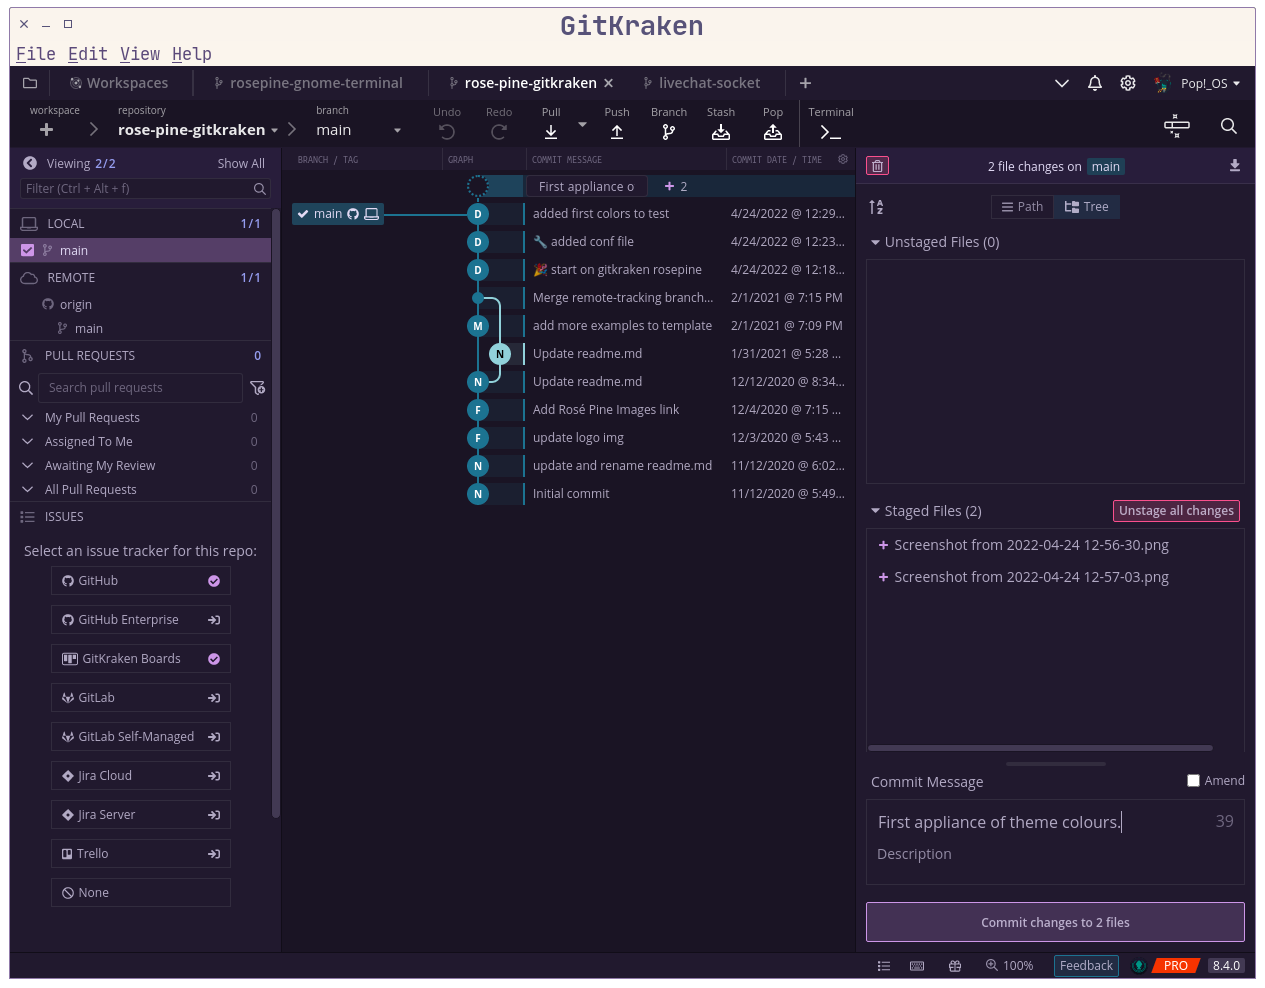 GitKraken
File Edit View Help
Workspaces
rosepine-gnome-terminal
rose-pine-gitkraken
livechat-socket
Pop!_OS
workspace
repository
rose-pine-gitkraken
branch
main
Undo
Redo
Pull
Push
Branch
Stash
Pop
Terminal
Viewing 2/2
Show All
Filter (Ctrl + Alt + f)
LOCAL 1/1
main
REMOTE 1/1
origin
main
PULL REQUESTS 0
Search pull requests
My Pull Requests 0
Assigned To Me 0
Awaiting My Review 0
All Pull Requests 0
ISSUES
Select an issue tracker for this repo:
GitHub
GitHub Enterprise
GitKraken Boards
GitLab
GitLab Self-Managed
Jira Cloud
Jira Server
Trello
None
BRANCH / TAG
GRAPH
COMMIT MESSAGE
COMMIT DATE / TIME
First appliance o + 2
main D added first colors to test 4/24/2022 @ 12:29...
D 🔧 added conf file 4/24/2022 @ 12:23...
D 🎉 start on gitkraken rosepine 4/24/2022 @ 12:18...
Merge remote-tracking branch... 2/1/2021 @ 7:15 PM
M add more examples to template 2/1/2021 @ 7:09 PM
N Update readme.md 1/31/2021 @ 5:28 ...
N Update readme.md 12/12/2020 @ 8:34...
F Add Rosé Pine Images link 12/4/2020 @ 7:15 ...
F update logo img 12/3/2020 @ 5:43 ...
N update and rename readme.md 11/12/2020 @ 6:02...
N Initial commit 11/12/2020 @ 5:49...
2 file changes on main
Path
Tree
Unstaged Files (0)
Staged Files (2)
Unstage all changes
+ Screenshot from 2022-04-24 12-56-30.png
+ Screenshot from 2022-04-24 12-57-03.png
Commit Message
Amend
First appliance of theme colours. 39
Description
Commit changes to 2 files
100%
Feedback
PRO
8.4.0